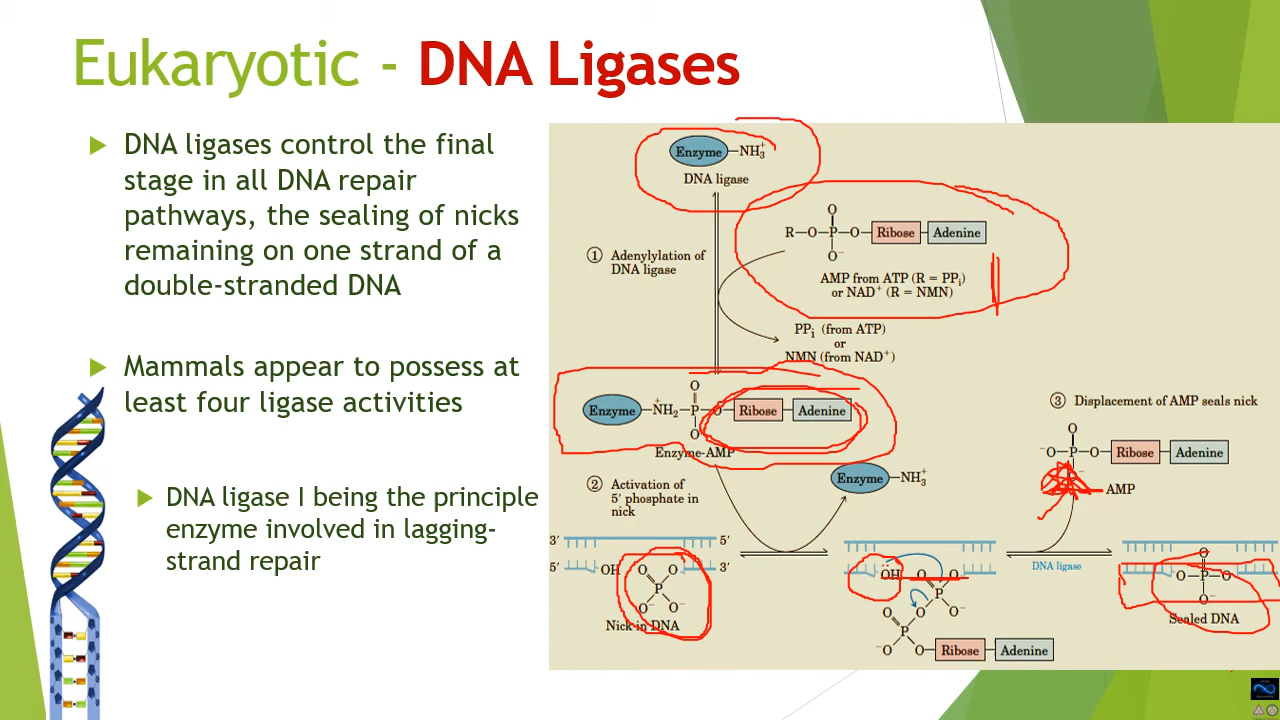 Eukaryotic - DNA Ligases
DNA ligases control the final
stage in all DNA repair
pathways, the sealing of nicks
remaining on one strand of a
double-stranded DNA
Mammals appear to possess at
least four ligase activities
DNA ligase I being the principle
enzyme involved in lagging-
strand repair
Enzyme—NH3+
DNA ligase
① Adenylylation of
DNA ligase
O
R—O—P—O—Ribose—Adenine
O−
AMP from ATP (R = PPi)
or NAD+ (R = NMN)
PPi (from ATP)
or
NMN (from NAD+)
O
Enzyme—+NH2—P—O—Ribose—Adenine
O−
Enzyme-AMP
② Activation of
5′ phosphate in
nick
Enzyme—NH3+
③ Displacement of AMP seals nick
O
−O—P—O—Ribose—Adenine
−
AMP
3′ 5′
5′ OH O O 3′
P
O− O−
Nick in DNA
OH O O
P
O O O−
P
−O O—Ribose—Adenine
DNA ligase
O
O—P—O
O−
Sealed DNA